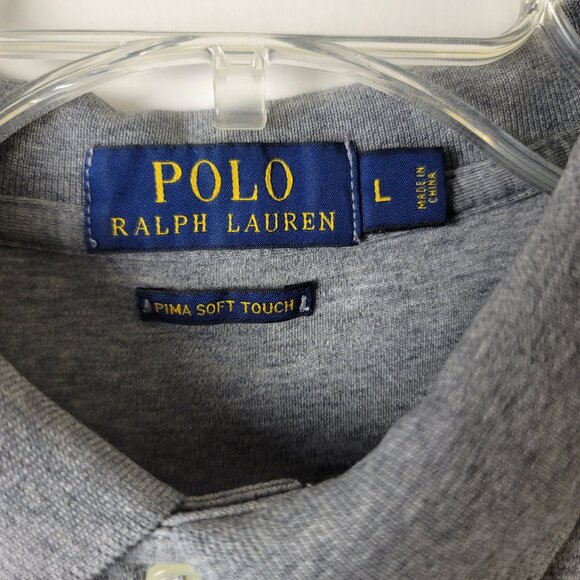 POLO
RALPH LAUREN
L
MADE IN
CHINA
PIMA SOFT TOUCH